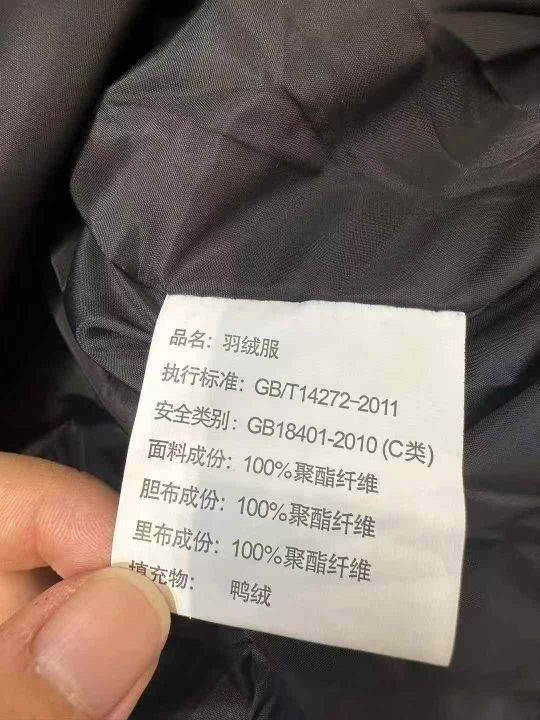 品名：羽绒服
执行标准：GB/T14272-2011
安全类别：GB18401-2010 (C类)
面料成份：100%聚酯纤维
胆布成份：100%聚酯纤维
里布成份：100%聚酯纤维
填充物： 鸭绒